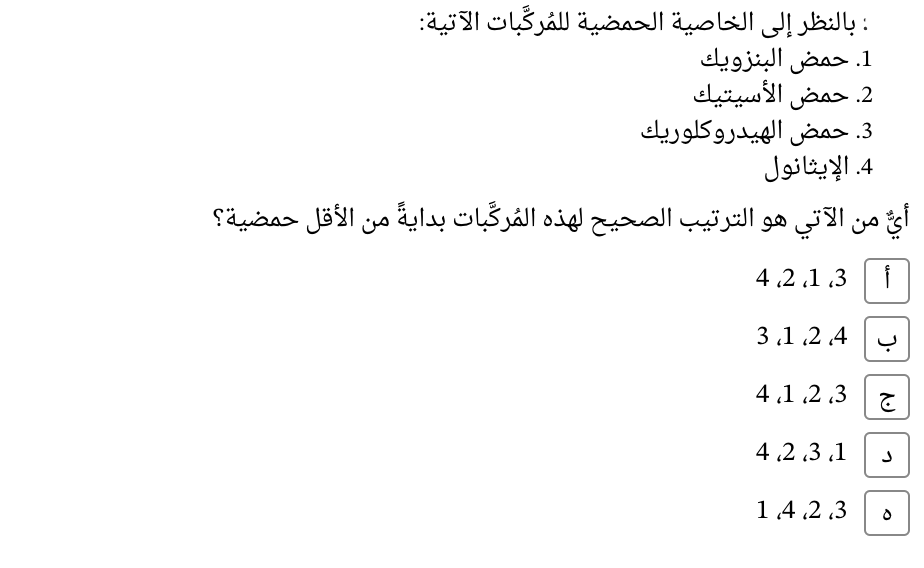 : بالنظر إلى الخاصية الحمضية للمُركَّبات الآتية:
1. حمض البنزويك
2. حمض الأسيتيك
3. حمض الهيدروكلوريك
4. الإيثانول
أيٌّ من الآتي هو الترتيب الصحيح لهذه المُركَّبات بدايةً من الأقل حمضية؟
أ 3، 1، 2، 4
ب 4، 2، 1، 3
ج 3، 2، 1، 4
د 1، 3، 2، 4
ه 3، 2، 4، 1